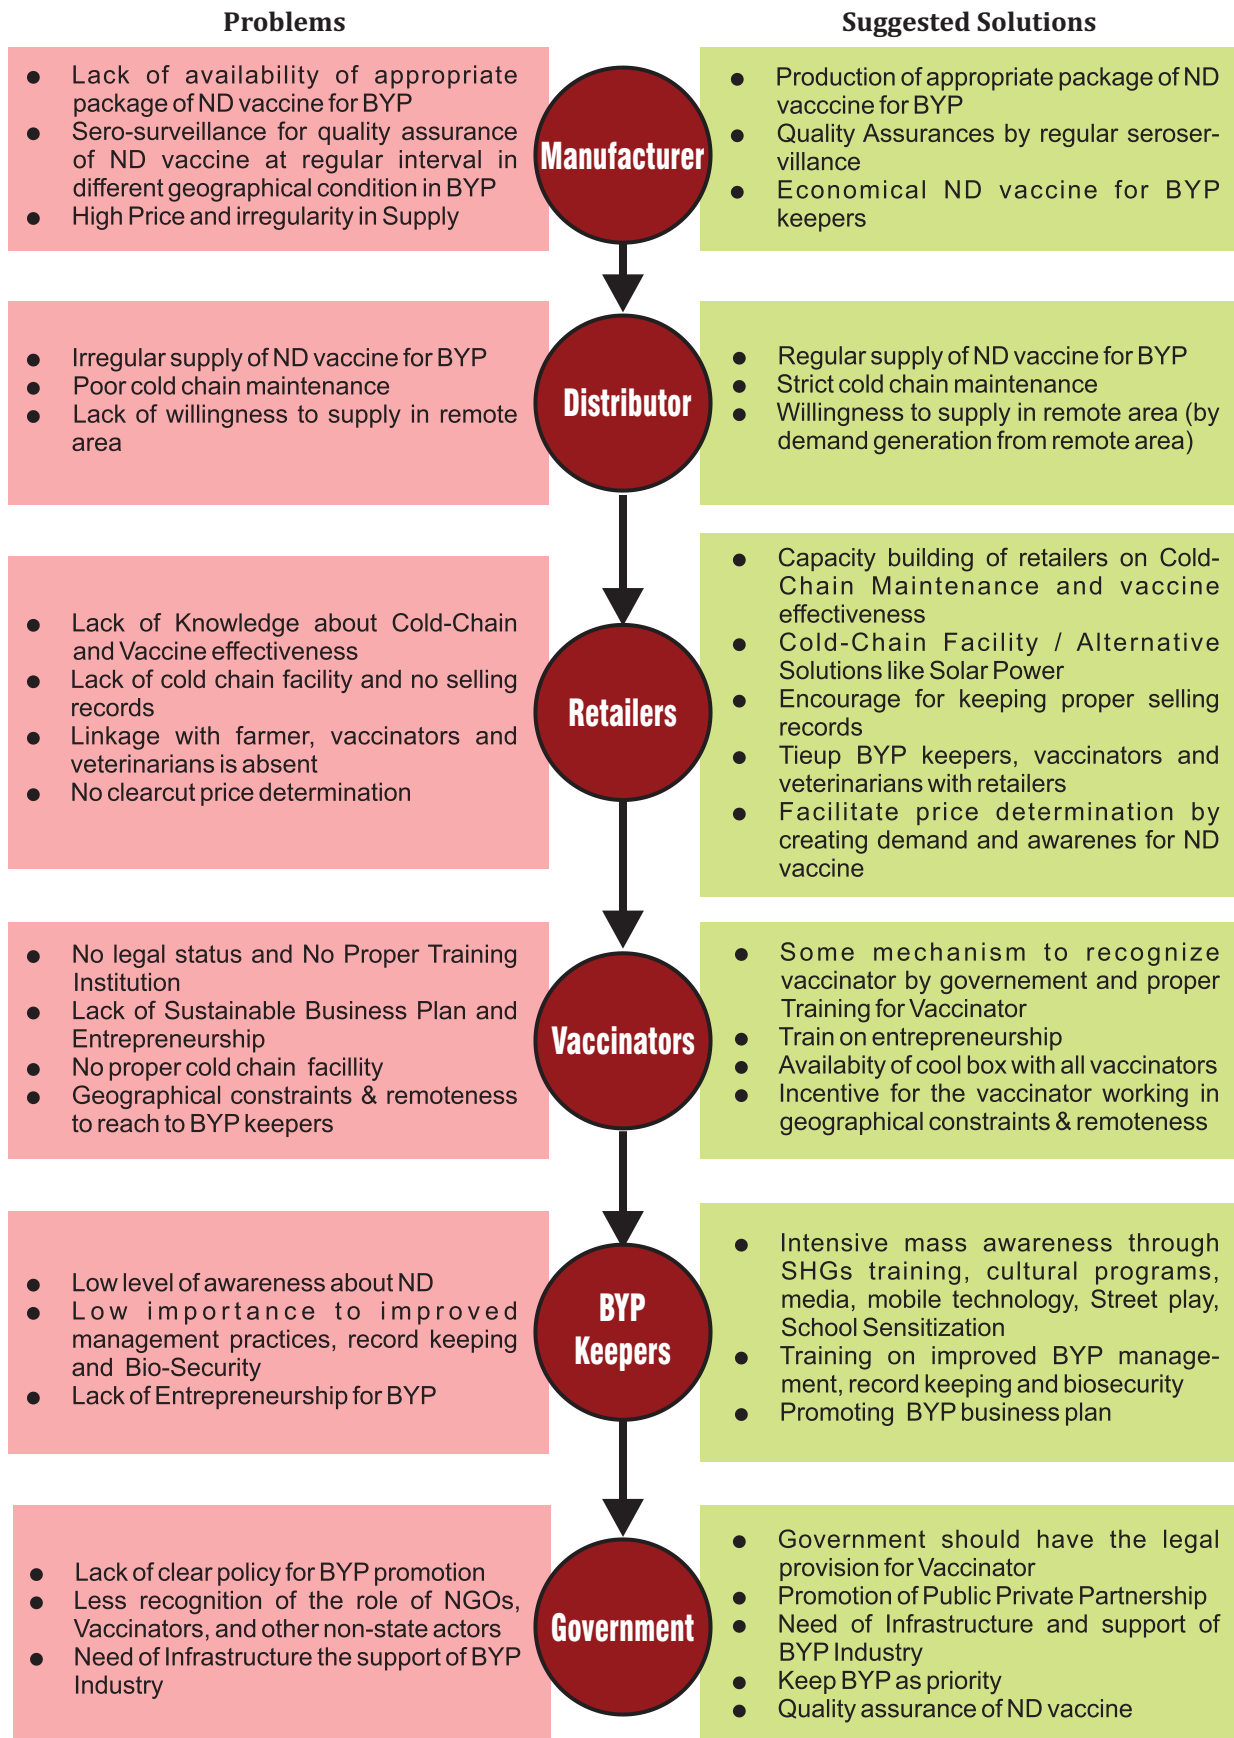 Problems
Suggested Solutions
● Lack of availability of appropriate
package of ND vaccine for BYP
● Sero-surveillance for quality assurance
of ND vaccine at regular interval in
different geographical condition in BYP
● High Price and irregularity in Supply
Manufacturer
● Production of appropriate package of ND
vacccine for BYP
● Quality Assurances by regular seroser-
villance
● Economical ND vaccine for BYP
keepers
● Irregular supply of ND vaccine for BYP
● Poor cold chain maintenance
● Lack of willingness to supply in remote
area
Distributor
● Regular supply of ND vaccine for BYP
● Strict cold chain maintenance
● Willingness to supply in remote area (by
demand generation from remote area)
● Lack of Knowledge about Cold-Chain
and Vaccine effectiveness
● Lack of cold chain facility and no selling
records
● Linkage with farmer, vaccinators and
veterinarians is absent
● No clearcut price determination
Retailers
● Capacity building of retailers on Cold-
Chain Maintenance and vaccine
effectiveness
● Cold-Chain Facility / Alternative
Solutions like Solar Power
● Encourage for keeping proper selling
records
● Tieup BYP keepers, vaccinators and
veterinarians with retailers
● Facilitate price determination by
creating demand and awarenes for ND
vaccine
● No legal status and No Proper Training
Institution
● Lack of Sustainable Business Plan and
Entrepreneurship
● No proper cold chain facillity
● Geographical constraints & remoteness
to reach to BYP keepers
Vaccinators
● Some mechanism to recognize
vaccinator by governement and proper
Training for Vaccinator
● Train on entrepreneurship
● Availabity of cool box with all vaccinators
● Incentive for the vaccinator working in
geographical constraints & remoteness
● Low level of awareness about ND
● Low importance to improved
management practices, record keeping
and Bio-Security
● Lack of Entrepreneurship for BYP
BYP
Keepers
● Intensive mass awareness through
SHGs training, cultural programs,
media, mobile technology, Street play,
School Sensitization
● Training on improved BYP manage-
ment, record keeping and biosecurity
● Promoting BYP business plan
● Lack of clear policy for BYP promotion
● Less recognition of the role of NGOs,
Vaccinators, and other non-state actors
● Need of Infrastructure the support of BYP
Industry
Government
● Government should have the legal
provision for Vaccinator
● Promotion of Public Private Partnership
● Need of Infrastructure and support of
BYP Industry
● Keep BYP as priority
● Quality assurance of ND vaccine